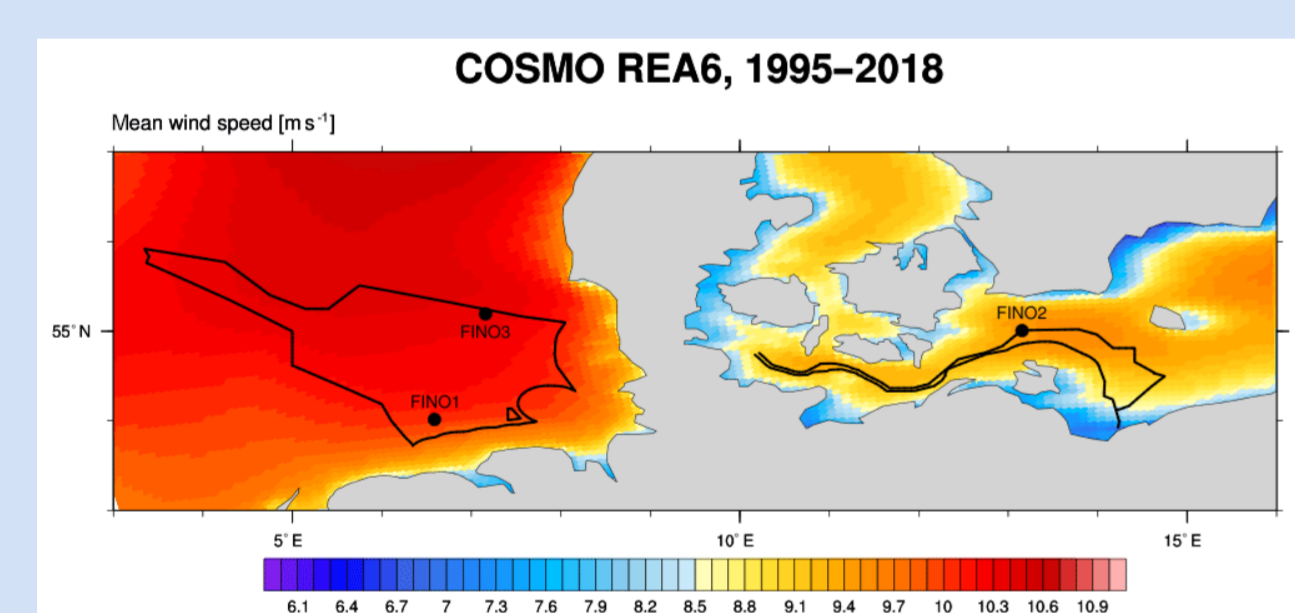 COSMO REA6, 1995–2018
Mean wind speed [m s⁻¹]
55°N
FINO3
FINO2
FINO1
5°E 10°E 15°E
6.1 6.4 6.7 7 7.3 7.6 7.9 8.2 8.5 8.8 9.1 9.4 9.7 10 10.3 10.6 10.9